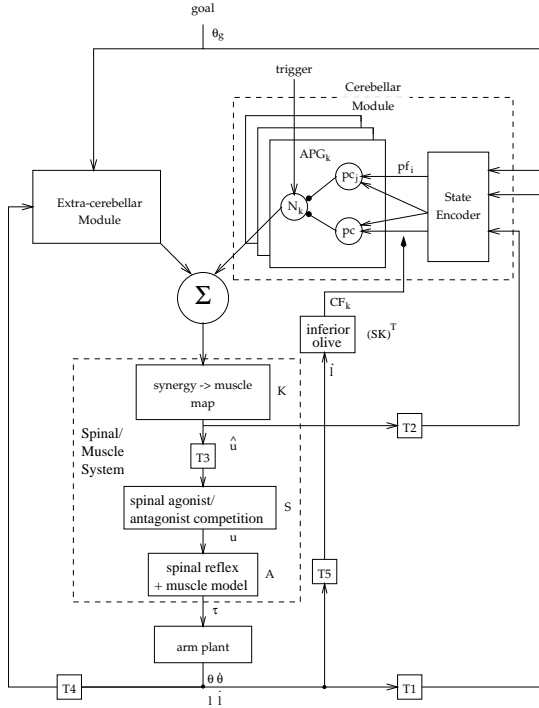 goal
θg
trigger
Cerebellar
Module
APGk
pf i
pcj
Nk
pc
State
Encoder
Extra-cerebellar
Module
Σ
CFk
inferior
olive
(SK)^T
i̇
synergy -> muscle
map
K
Spinal/
Muscle
System
T3
û
T2
spinal agonist/
antagonist competition
S
u
spinal reflex
+ muscle model
A
T5
τ
arm plant
T4
θ θ̇
l l̇
T1